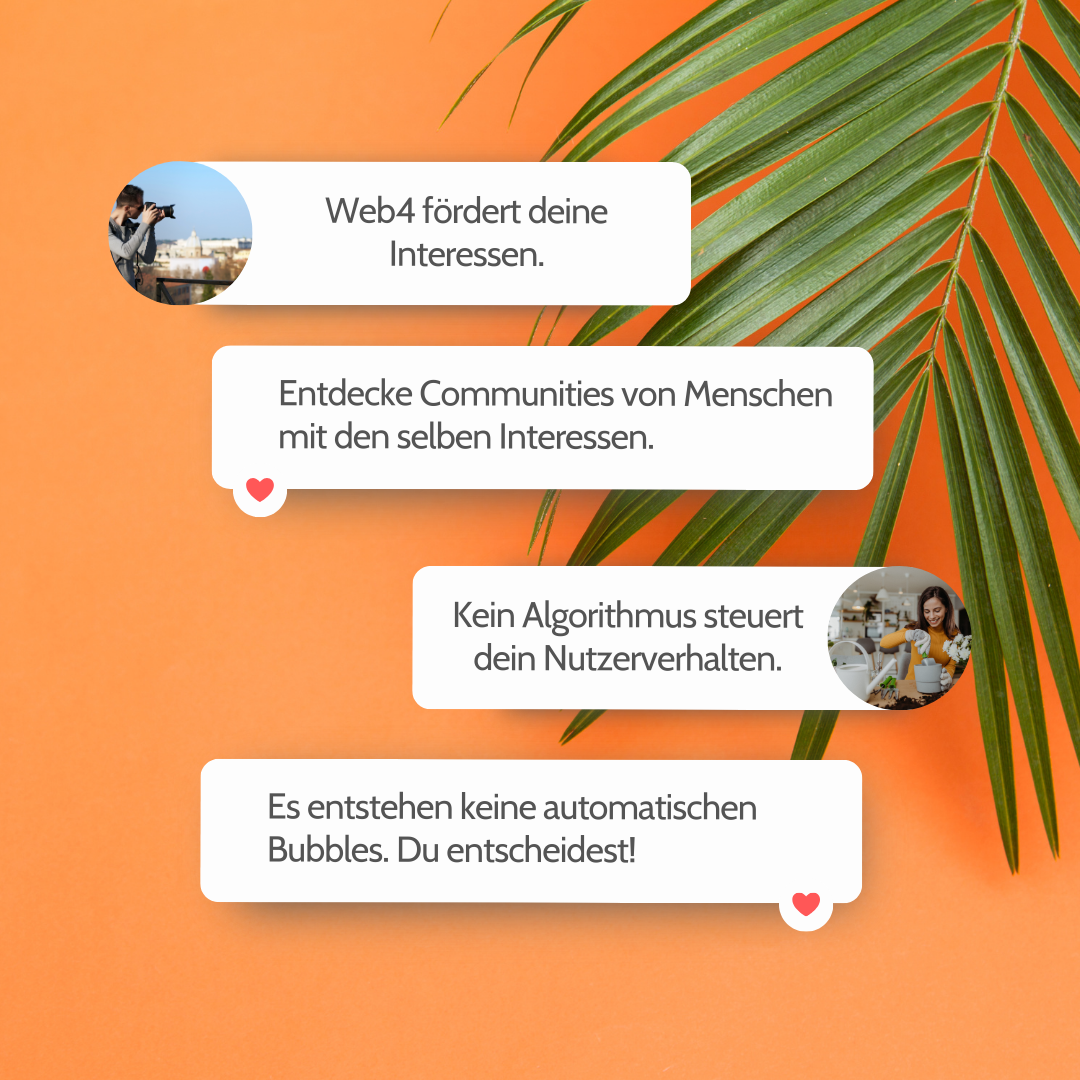 Web4 fördert deine
Interessen.
Entdecke Communities von Menschen
mit den selben Interessen.
Kein Algorithmus steuert
dein Nutzerverhalten.
Es entstehen keine automatischen
Bubbles. Du entscheidest!